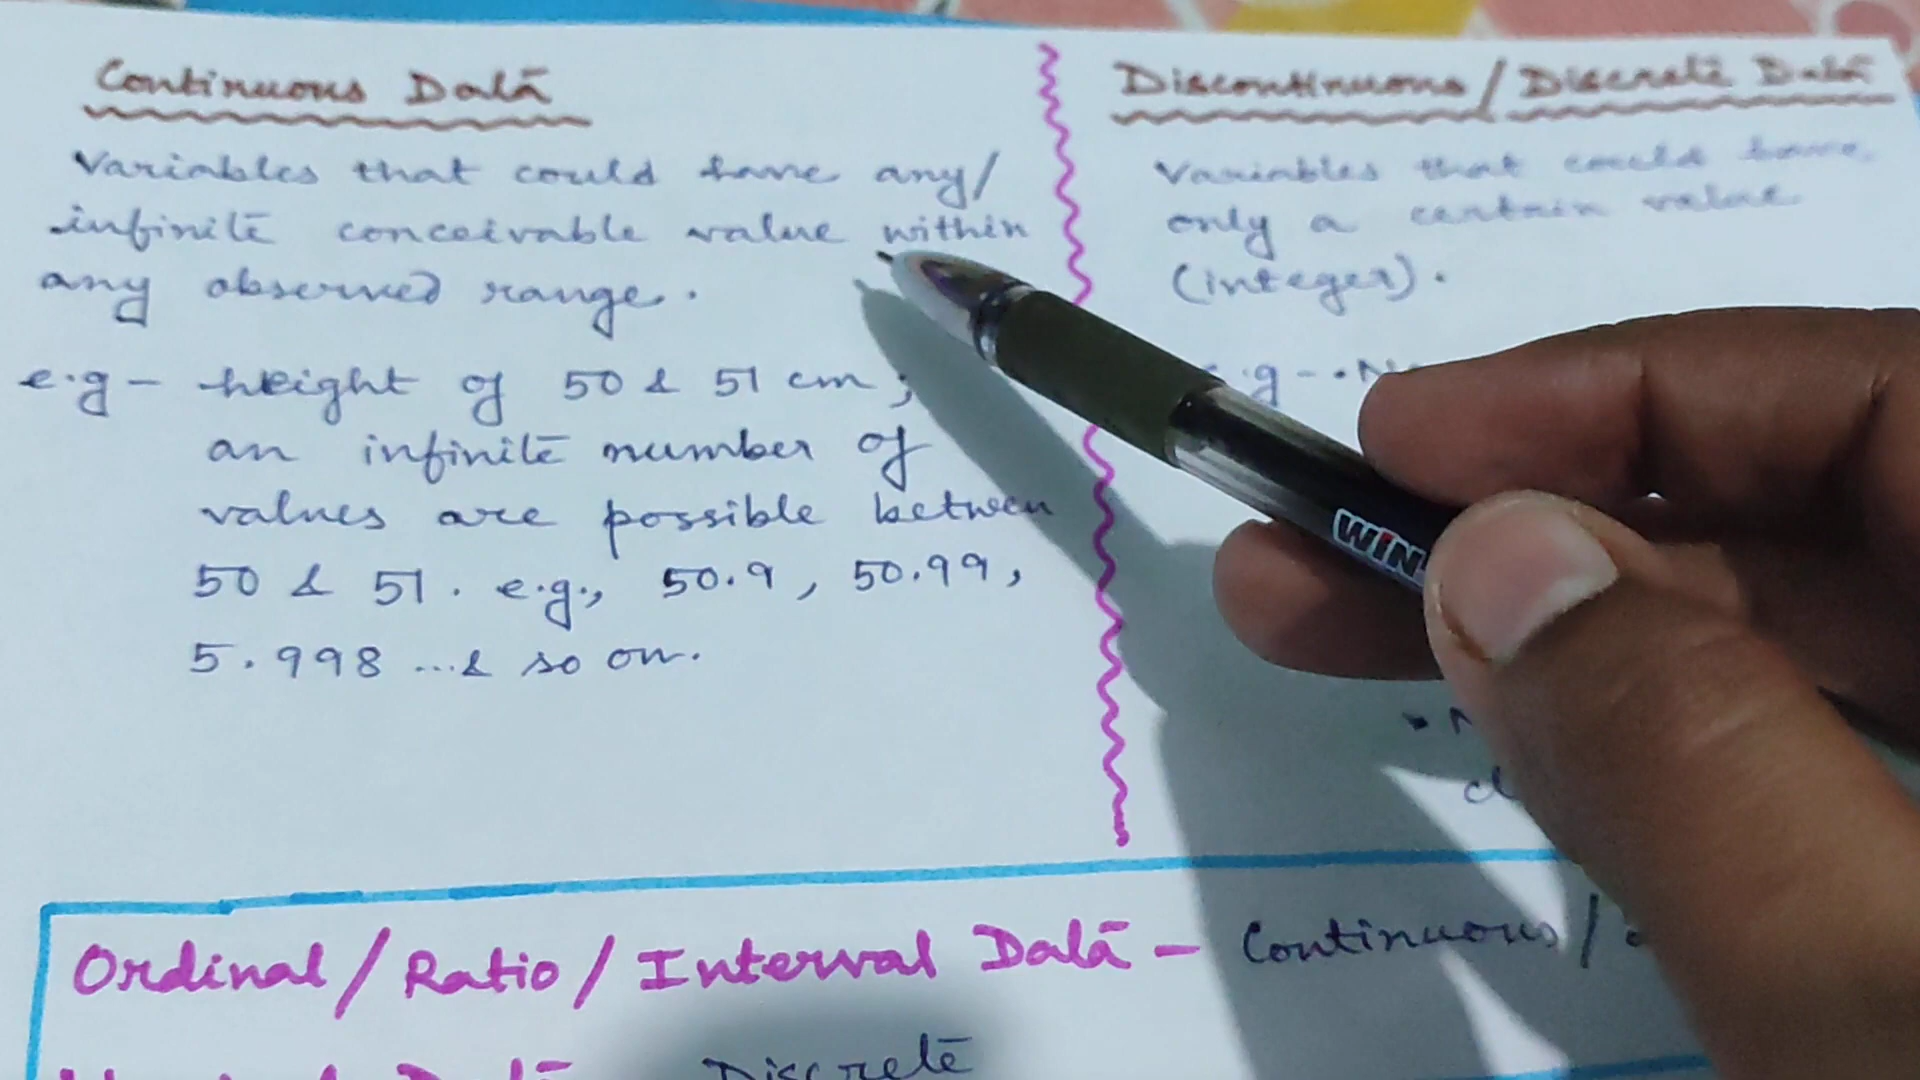 Continuous Data
Variables that could have any/
infinite conceivable value within
any observed range.
e.g - height of 50 & 51 cm;
an infinite number of
values are possible between
50 & 51. e.g., 50.9, 50.99,
5.998 ...& so on.
Discontinuous / Discrete Data
Variables that could have
only a certain value
(integer).
e.g - •
WIN
Ordinal / Ratio / Interval Data - Continuous /
Data - Discrete